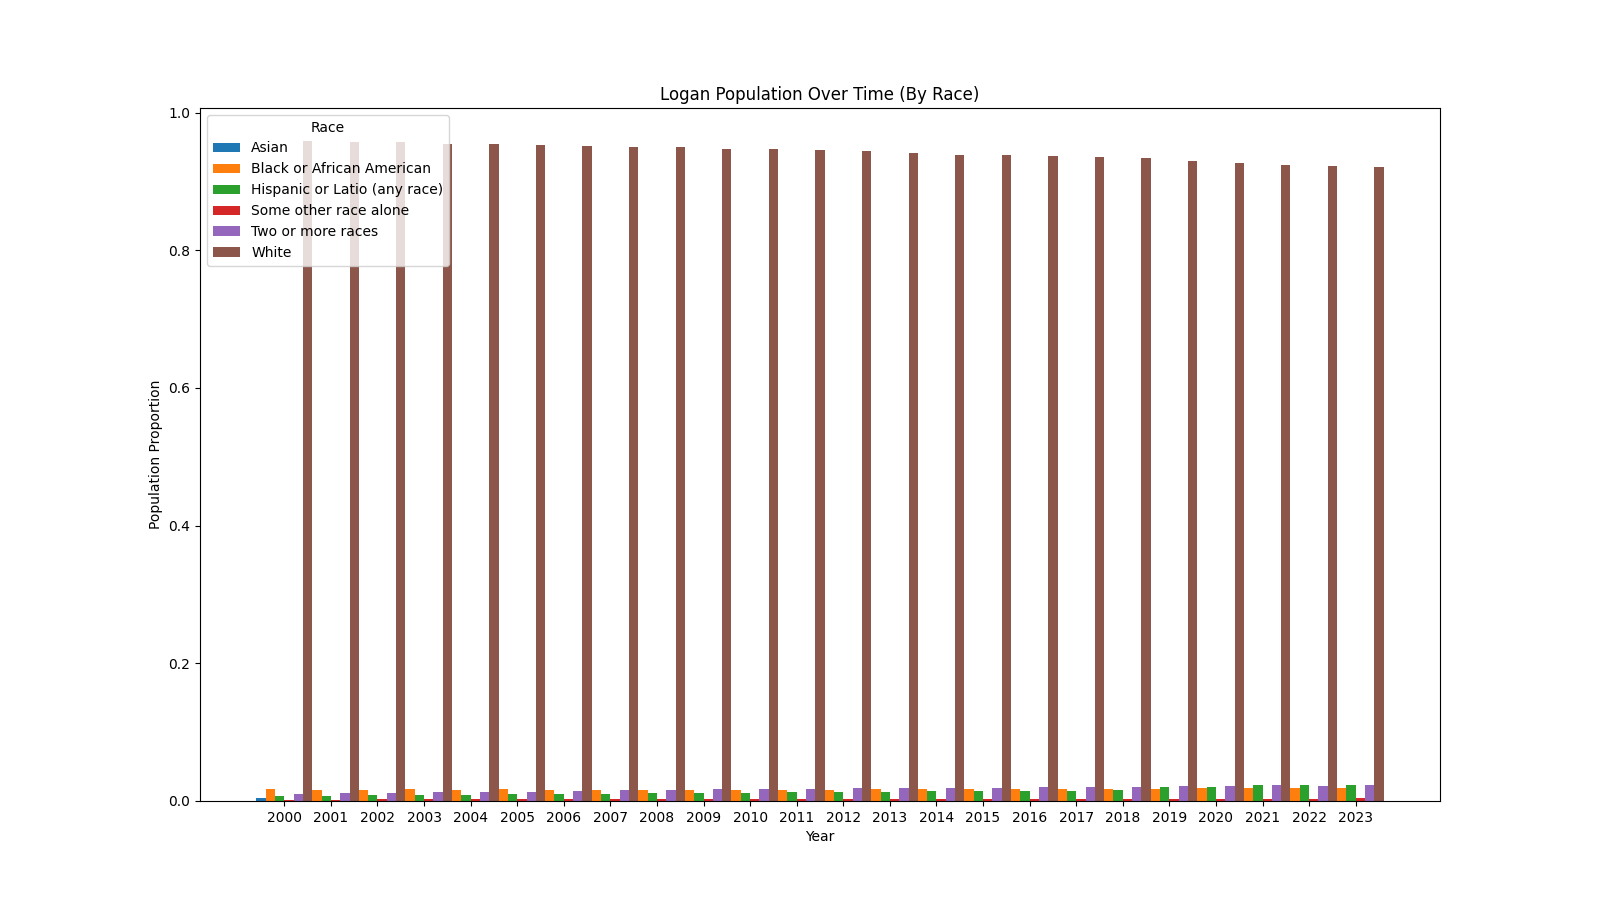 Logan Population Over Time (By Race)
Race
Asian
Black or African American
Hispanic or Latio (any race)
Some other race alone
Two or more races
White
1.0
0.8
0.6
0.4
0.2
0.0
Population Proportion
2000 2001 2002 2003 2004 2005 2006 2007 2008 2009 2010 2011 2012 2013 2014 2015 2016 2017 2018 2019 2020 2021 2022 2023
Year